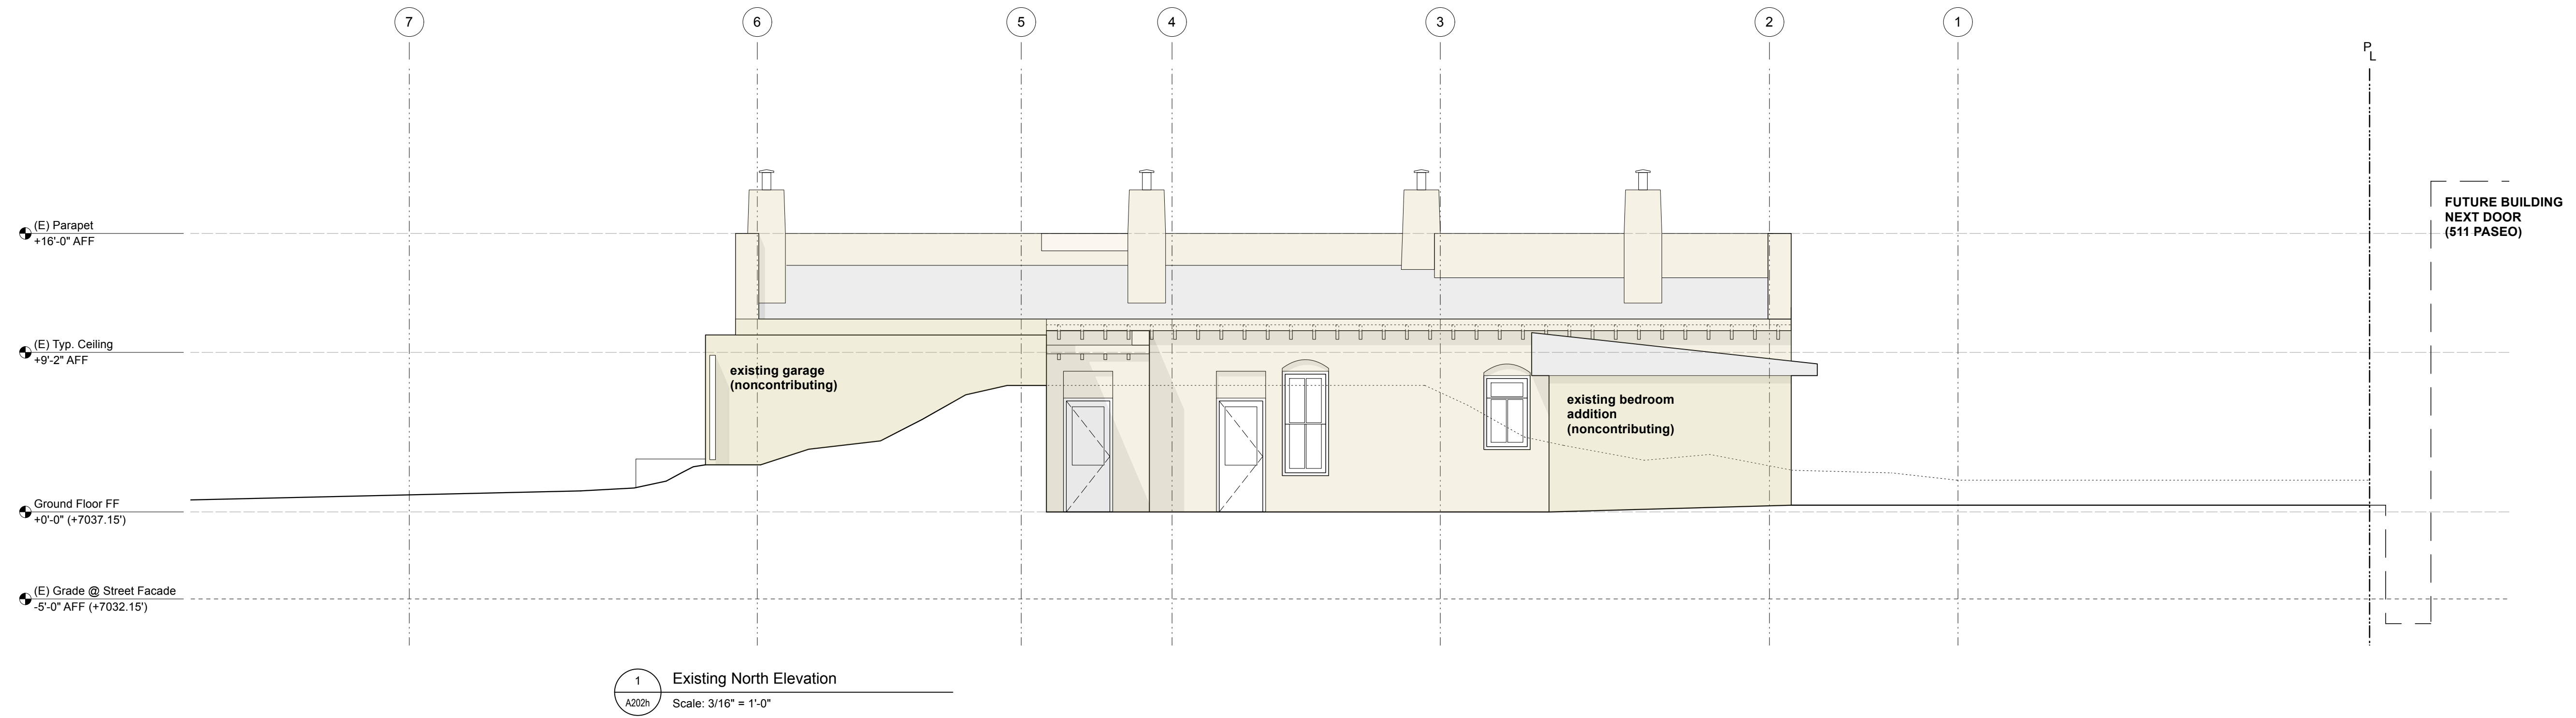 7
6
5
4
3
2
1
PL
FUTURE BUILDING
NEXT DOOR
(511 PASEO)
(E) Parapet
+16'-0" AFF
(E) Typ. Ceiling
+9'-2" AFF
existing garage
(noncontributing)
existing bedroom
addition
(noncontributing)
Ground Floor FF
+0'-0" (+7037.15')
(E) Grade @ Street Facade
-5'-0" AFF (+7032.15')
1
A202h
Existing North Elevation
Scale: 3/16" = 1'-0"